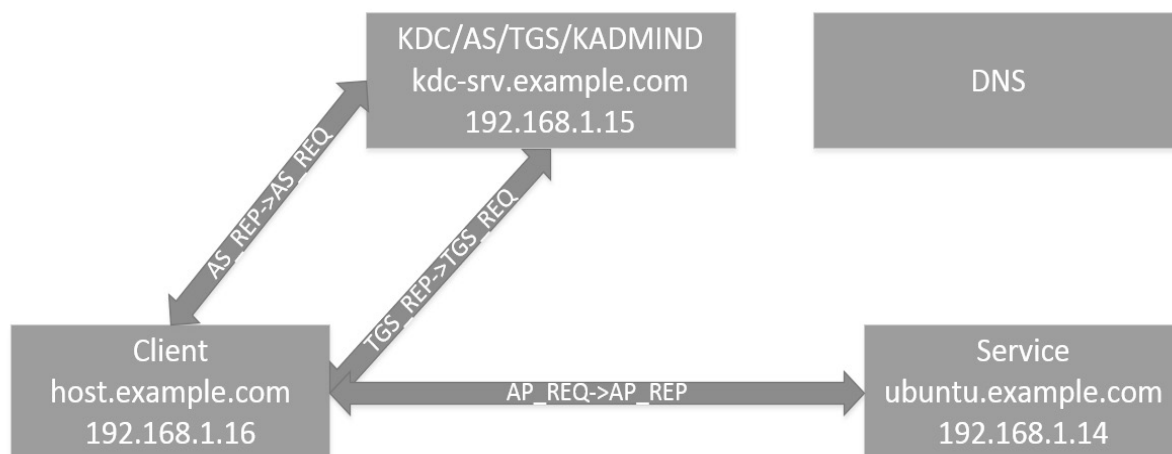 KDC/AS/TGS/KADMIND
kdc-srv.example.com
192.168.1.15
DNS
AS_REP->AS_REQ
TGS_REP->TGS_REQ
Client
host.example.com
192.168.1.16
AP_REQ->AP_REP
Service
ubuntu.example.com
192.168.1.14